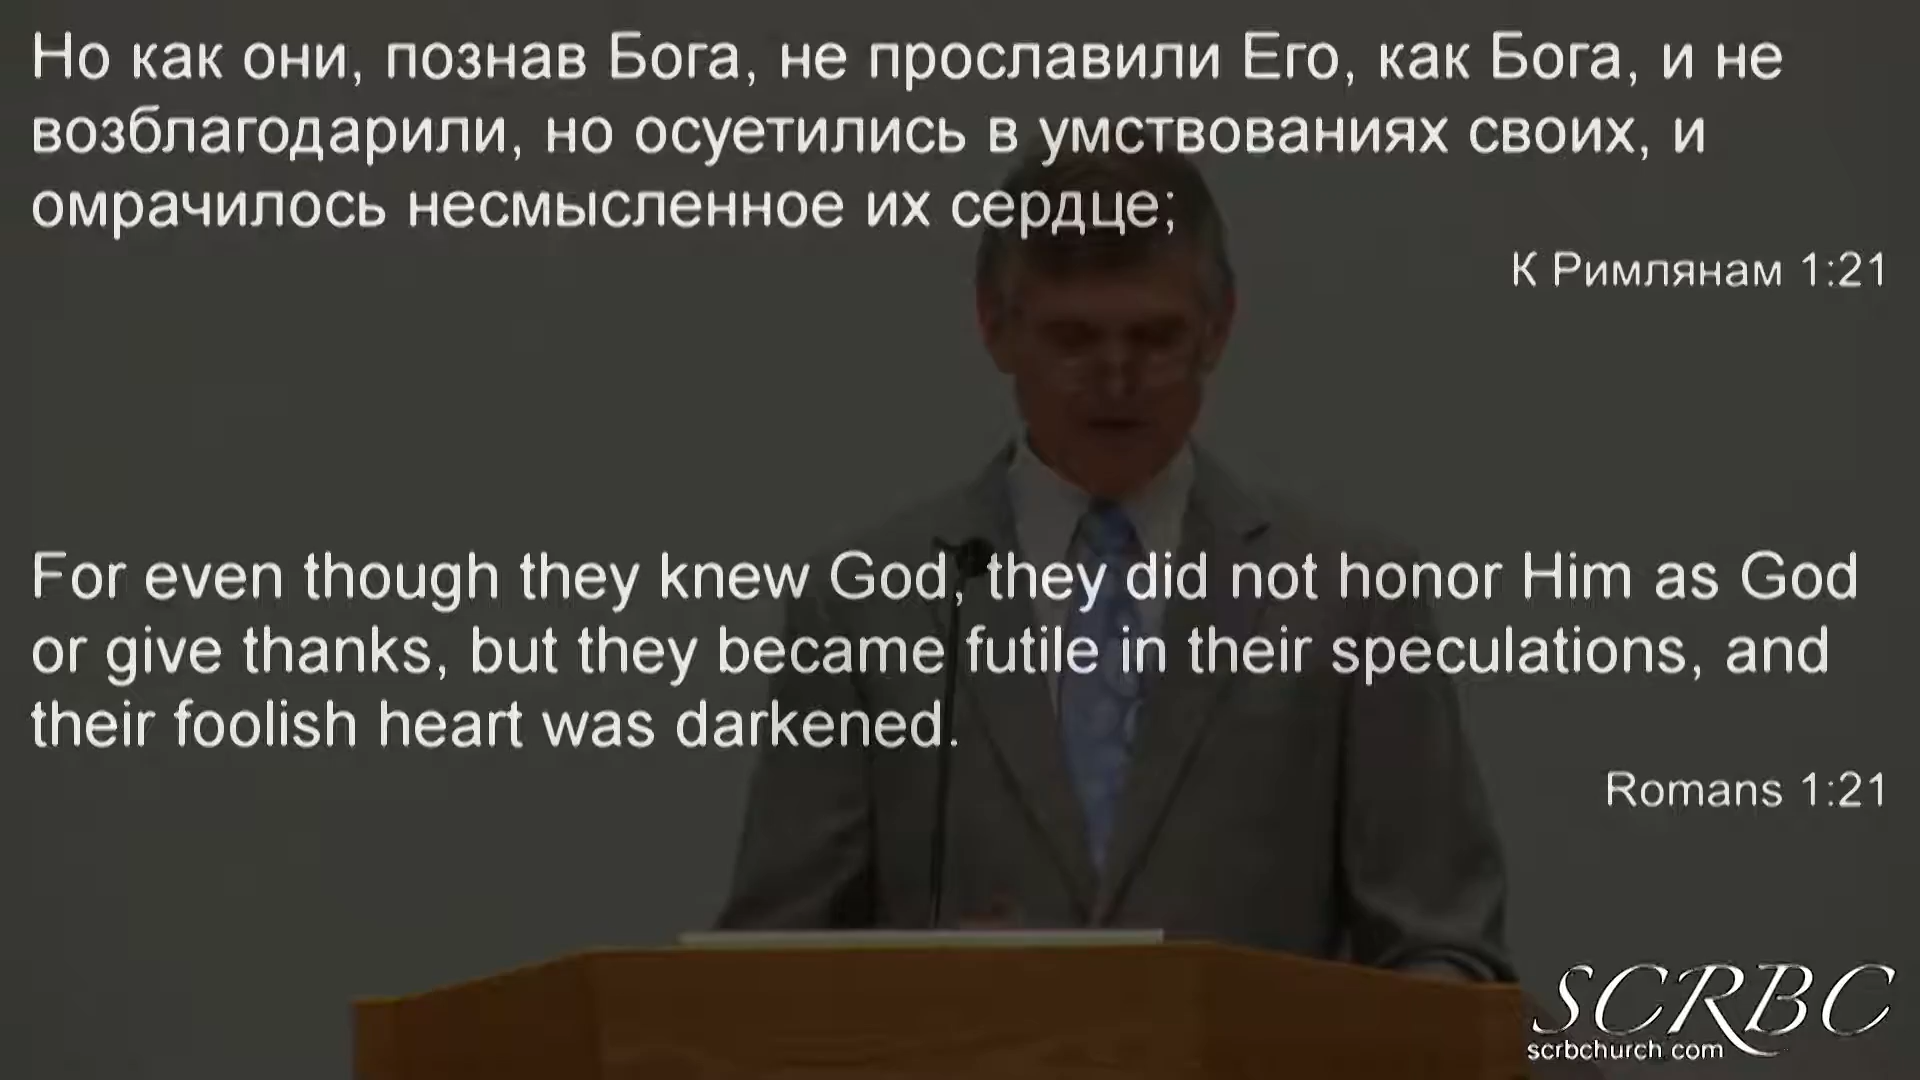 Но как они, познав Бога, не прославили Его, как Бога, и не
возблагодарили, но осуетились в умствованиях своих, и
омрачилось несмысленное их сердце;
К Римлянам 1:21
For even though they knew God, they did not honor Him as God
or give thanks, but they became futile in their speculations, and
their foolish heart was darkened.
Romans 1:21
SCRBC
scrbchurch com